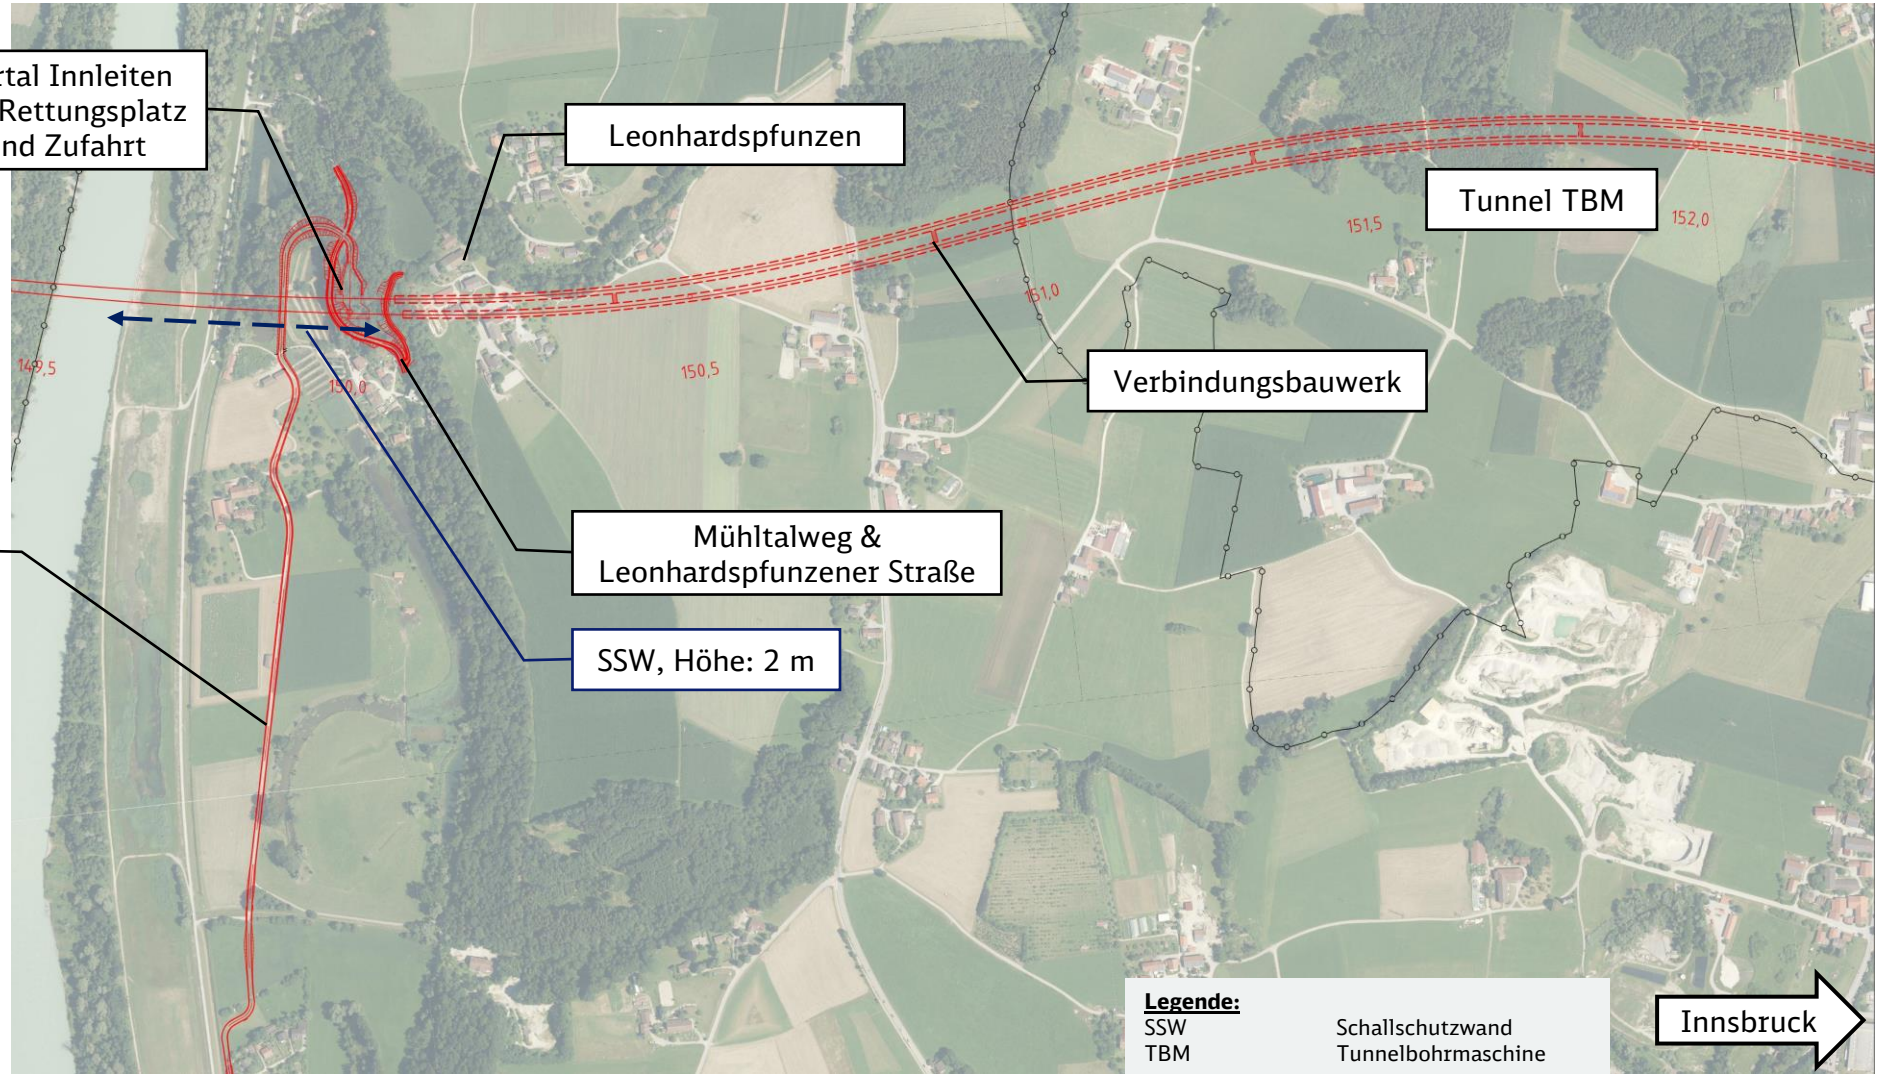 rtal Innleiten
Rettungsplatz
nd Zufahrt
Leonhardspfunzen
Tunnel TBM
152,0
151,5
151,0
150,5
150,0
149,5
Verbindungsbauwerk
Mühltalweg &
Leonhardspfunzener Straße
SSW, Höhe: 2 m
Legende:
SSW Schallschutzwand
TBM Tunnelbohrmaschine
Innsbruck